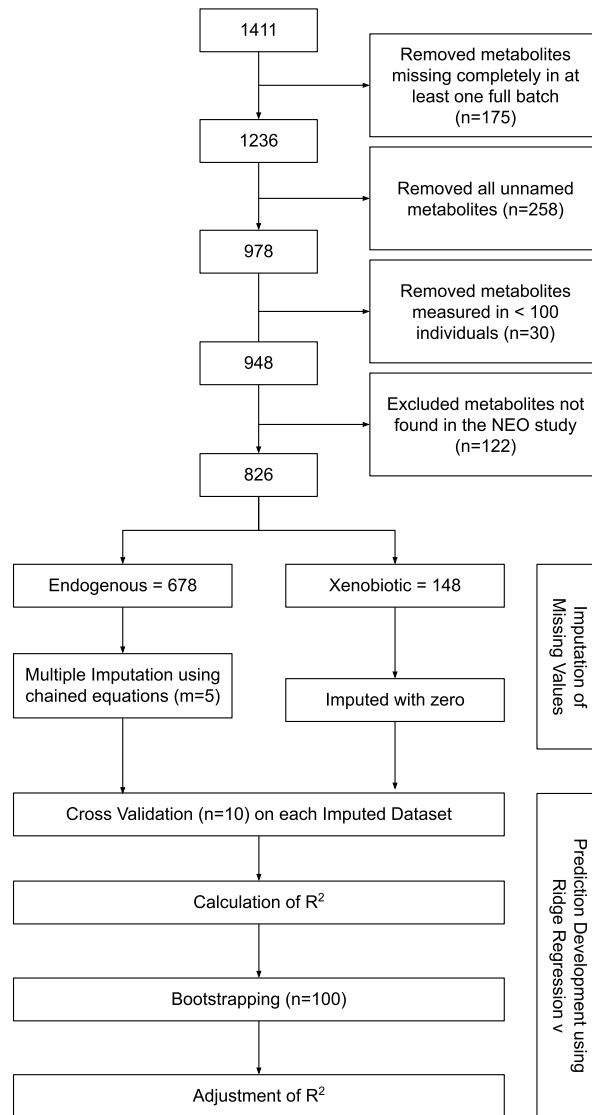 1411
Removed metabolites
missing completely in at
least one full batch
(n=175)
1236
Removed all unnamed
metabolites (n=258)
978
Removed metabolites
measured in < 100
individuals (n=30)
948
Excluded metabolites not
found in the NEO study
(n=122)
826
Endogenous = 678
Xenobiotic = 148
Multiple Imputation using
chained equations (m=5)
Imputed with zero
Imputation of
Missing Values
Cross Validation (n=10) on each Imputed Dataset
Calculation of R²
Bootstrapping (n=100)
Adjustment of R²
Prediction Development using
Ridge Regression v